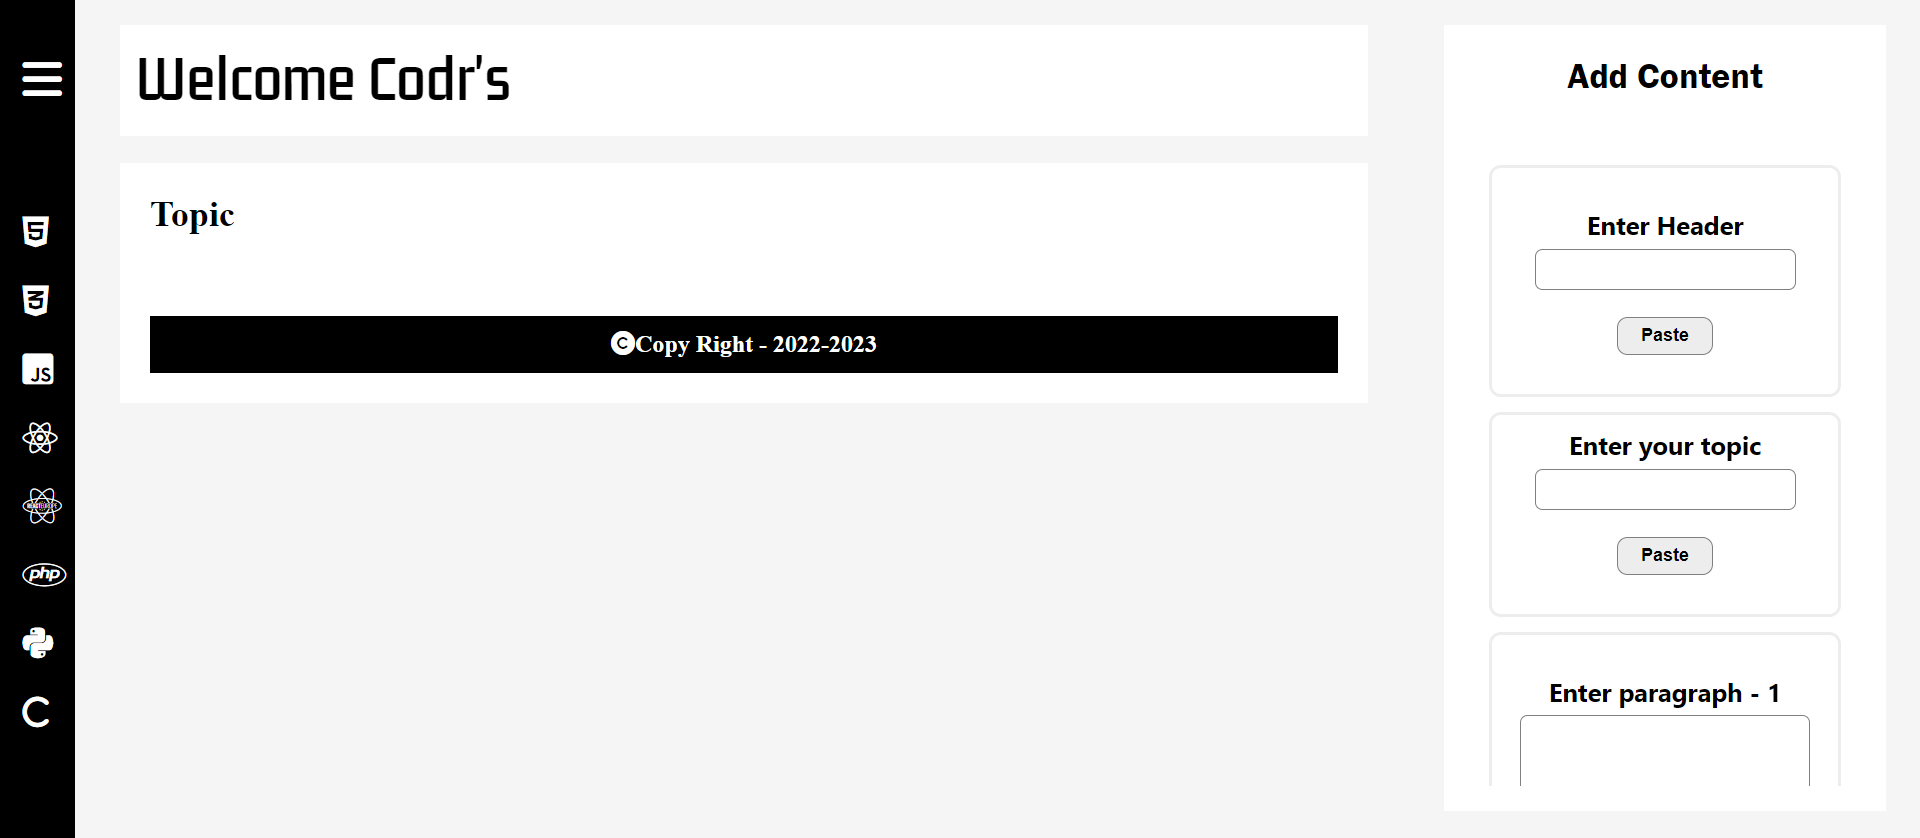 Welcome Codr's
Topic
©Copy Right - 2022-2023
JS
php
C
Add Content
Enter Header
Paste
Enter your topic
Paste
Enter paragraph - 1